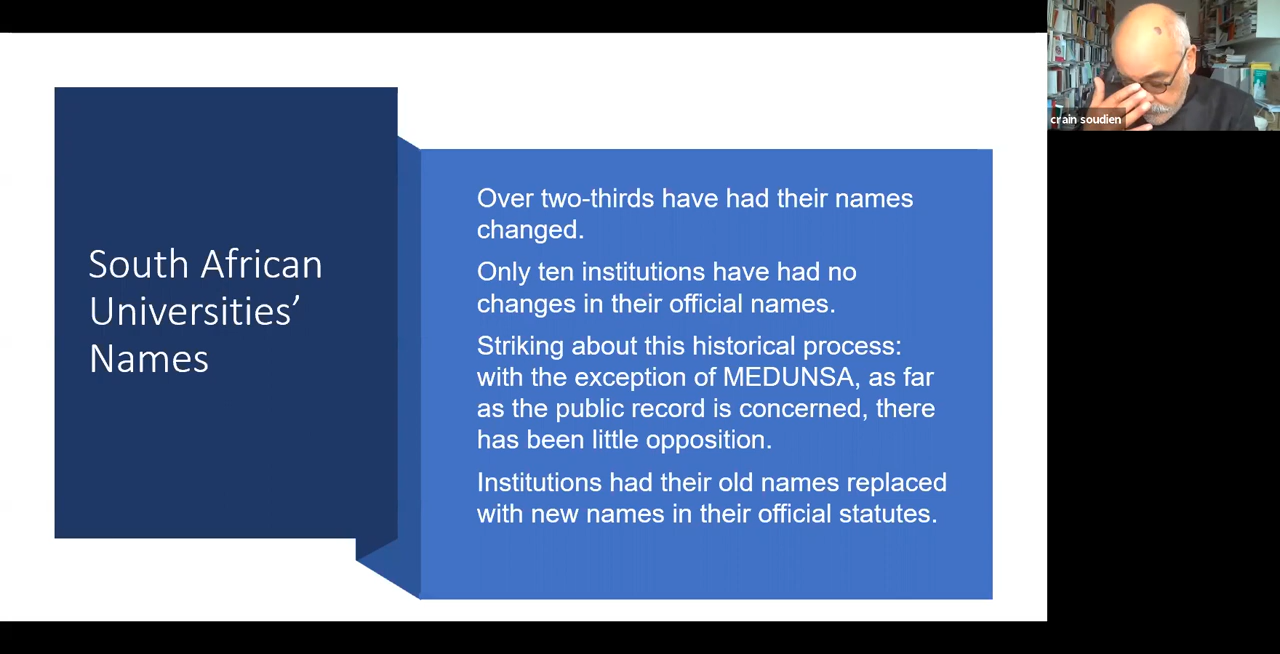 South African
Universities’
Names
Over two-thirds have had their names
changed.
Only ten institutions have had no
changes in their official names.
Striking about this historical process:
with the exception of MEDUNSA, as far
as the public record is concerned, there
has been little opposition.
Institutions had their old names replaced
with new names in their official statutes.
crain soudien